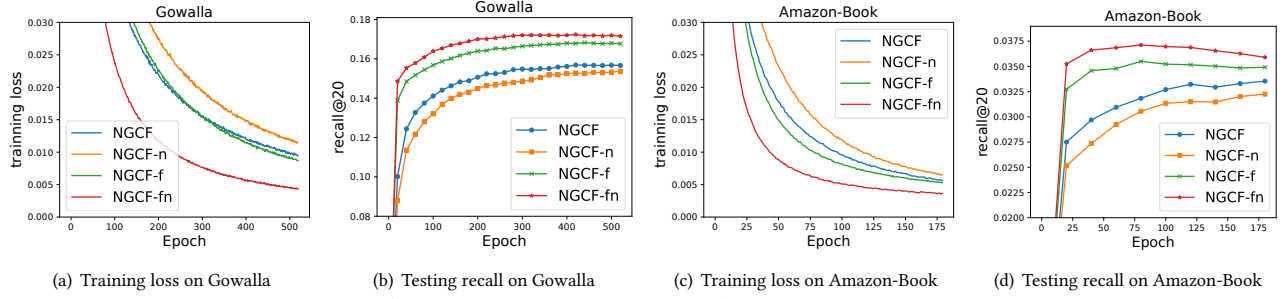 Gowalla
0.030
0.025
0.020
0.015
0.010
0.005
0.000
trainning loss
NGCF
NGCF-n
NGCF-f
NGCF-fn
0 100 200 300 400 500
Epoch
(a) Training loss on Gowalla
Gowalla
0.18
0.16
0.14
0.12
0.10
0.08
recall@20
NGCF
NGCF-n
NGCF-f
NGCF-fn
0 100 200 300 400 500
Epoch
(b) Testing recall on Gowalla
Amazon-Book
0.030
0.025
0.020
0.015
0.010
0.005
0.000
trainning loss
NGCF
NGCF-n
NGCF-f
NGCF-fn
0 25 50 75 100 125 150 175
Epoch
(c) Training loss on Amazon-Book
Amazon-Book
0.0375
0.0350
0.0325
0.0300
0.0275
0.0250
0.0225
0.0200
recall@20
NGCF
NGCF-n
NGCF-f
NGCF-fn
0 25 50 75 100 125 150 175
Epoch
(d) Testing recall on Amazon-Book